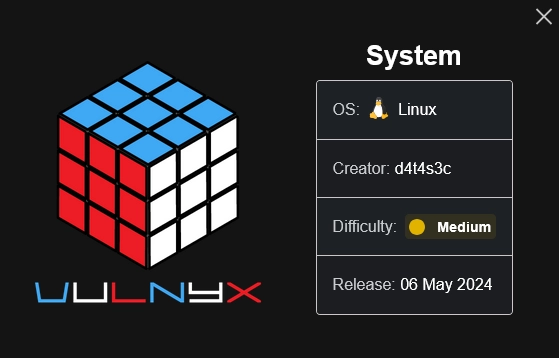 System
OS: Linux
Creator: d4t4s3c
Difficulty: Medium
Release: 06 May 2024
VULNYX